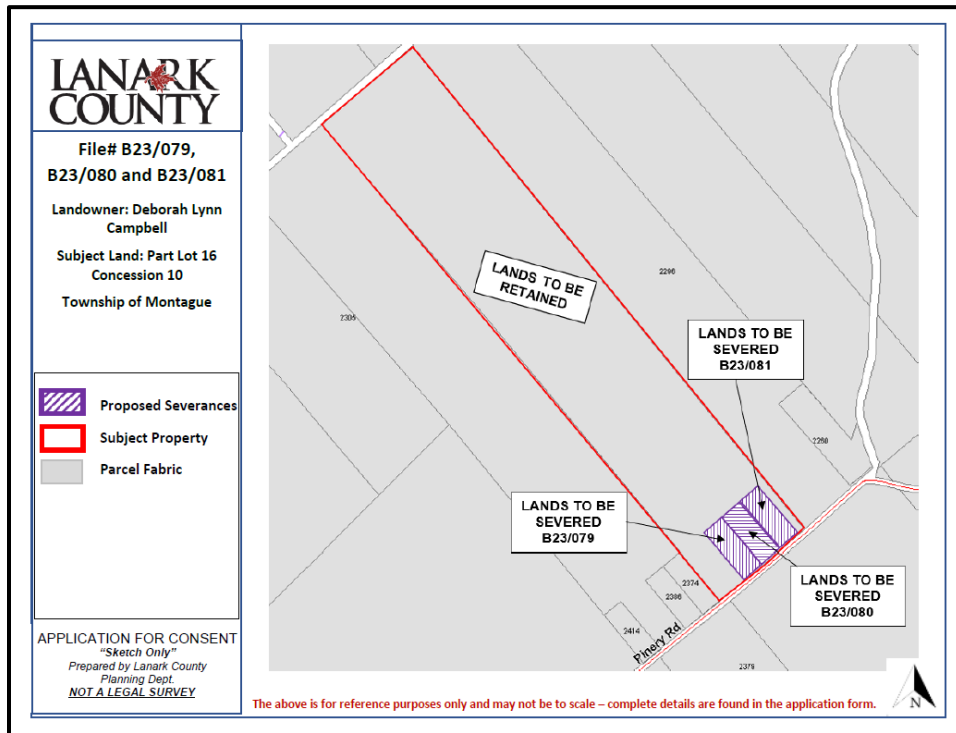 LANARK
COUNTY
File# B23/079,
B23/080 and B23/081
Landowner: Deborah Lynn
Campbell
Subject Land: Part Lot 16
Concession 10
Township of Montague
Proposed Severances
Subject Property
Parcel Fabric
APPLICATION FOR CONSENT
“Sketch Only”
Prepared by Lanark County
Planning Dept.
NOT A LEGAL SURVEY
LANDS TO BE
RETAINED
2296
2305
LANDS TO BE
SEVERED
B23/081
2260
LANDS TO BE
SEVERED
B23/079
LANDS TO BE
SEVERED
B23/080
2374
2386
2414
Pinery Rd
2379
N
The above is for reference purposes only and may not be to scale – complete details are found in the application form.